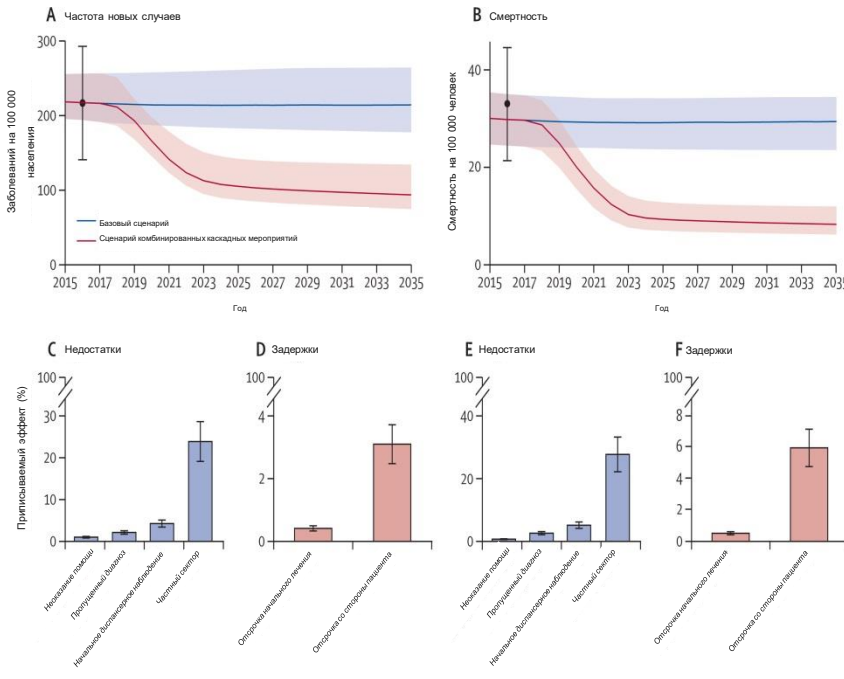 A Частота новых случаев
Заболеваний на 100 000
населения
300
200
100
0
2015 2017 2019 2021 2023 2025 2027 2029 2031 2033 2035
Год
Базовый сценарий
Сценарий комбинированных каскадных мероприятий
B Смертность
Смертность на 100 000 человек
40
20
0
2015 2017 2019 2021 2023 2025 2027 2029 2031 2033 2035
Год
C Недостатки
Приписываемый эффект (%)
100
30
20
10
0
Неоказание помощи
Пропущенный диагноз
Начальное диспансерное наблюдение
Частный сектор
D Задержки
100
4
2
0
Отсрочка начального лечения
Отсрочка со стороны пациента
E Недостатки
100
40
20
0
Неоказание помощи
Пропущенный диагноз
Начальное диспансерное наблюдение
Частный сектор
F Задержки
100
8
6
4
2
0
Отсрочка начального лечения
Отсрочка со стороны пациента